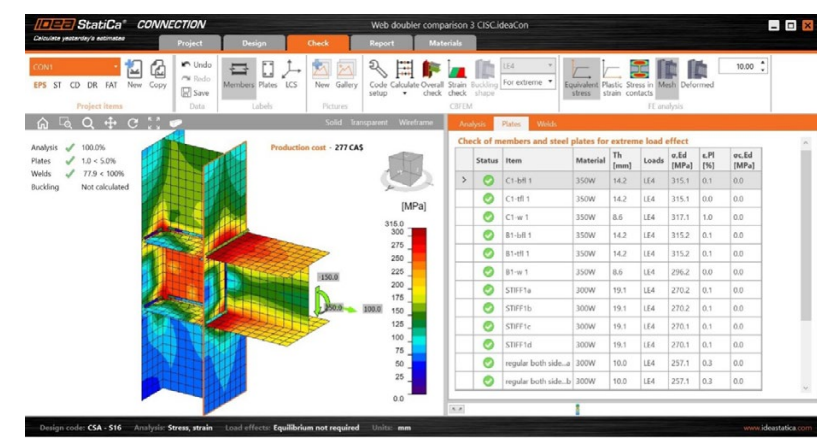 IDEA StatiCa® CONNECTION
Web doubler comparison 3 CISC.ideaCon
Calculate yesterday's estimates
Project Design Check Report Materials
CON1
EPS ST CD DR FAT
New Copy
Undo
Redo
Save
Members Plates LCS
New Gallery
Code setup
Calculate
Overall check
Strain check
Buckling shape
LE4
For extreme
Equivalent stress
Plastic strain
Stress in contacts
Mesh
Deformed
10.00
Project items Data Labels Pictures CBFEM FE analysis
Solid Transparent Wireframe
Analysis 100.0%
Plates 1.0 < 5.0%
Welds 77.9 < 100%
Buckling Not calculated
Production cost - 277 CA$
[MPa]
315.0
300
275
250
225
200
175
150
125
100
75
50
25
0.0
150.0
250.0
100.0
Analysis Plates Welds
Check of members and steel plates for extreme load effect
Status Item Material Th [mm] Loads σ,Ed [MPa] ε,Pl [%] σc,Ed [MPa]
> C1-bfl 1 350W 14.2 LE4 315.1 0.1 0.0
C1-tfl 1 350W 14.2 LE4 315.1 0.0 0.0
C1-w 1 350W 8.6 LE4 317.1 1.0 0.0
B1-bfl 1 350W 14.2 LE4 315.2 0.1 0.0
B1-tfl 1 350W 14.2 LE4 315.2 0.1 0.0
B1-w 1 350W 8.6 LE4 296.2 0.0 0.0
STIFF1a 300W 19.1 LE4 270.2 0.1 0.0
STIFF1b 300W 19.1 LE4 270.2 0.1 0.0
STIFF1c 300W 19.1 LE4 270.1 0.1 0.0
STIFF1d 300W 19.1 LE4 270.1 0.1 0.0
regular both side...a 300W 10.0 LE4 257.1 0.3 0.0
regular both side...b 300W 10.0 LE4 257.1 0.3 0.0
Design code: CSA - S16 Analysis: Stress, strain Load effects: Equilibrium not required Units: mm
www.ideastatica.com